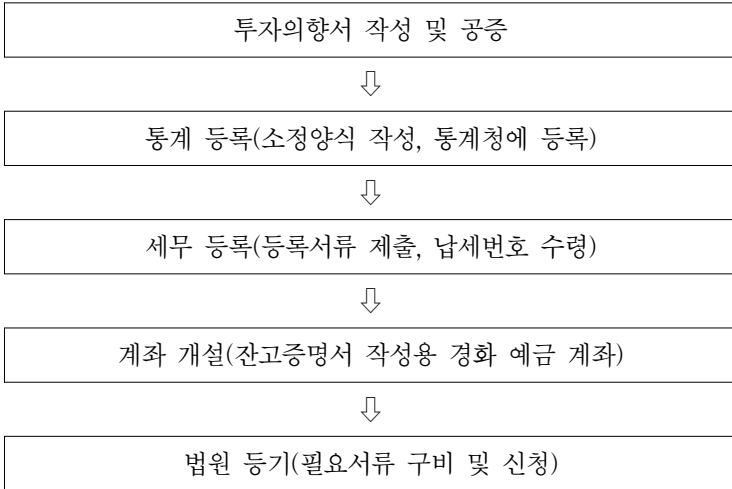 투자의향서 작성 및 공증
⇩
통계 등록(소정양식 작성, 통계청에 등록)
⇩
세무 등록(등록서류 제출, 납세번호 수령)
⇩
계좌 개설(잔고증명서 작성용 경화 예금 계좌)
⇩
법원 등기(필요서류 구비 및 신청)